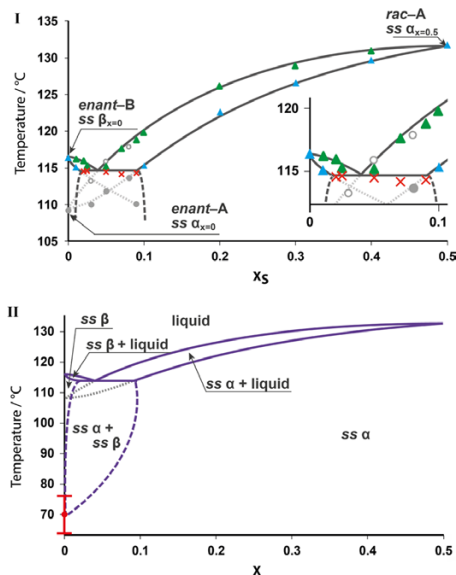 I
rac–A
ss αx=0.5
135
130
125
120
115
110
105
Temperature / °C
enant–B
ss βx=0
enant–A
ss αx=0
120
115
0
0.1
0
0.1
0.2
0.3
0.4
0.5
xS
II
ss β
ss β + liquid
liquid
ss α + liquid
ss α +
ss β
ss α
130
120
110
100
90
80
70
Temperature / °C
0
0.1
0.2
0.3
0.4
0.5
x